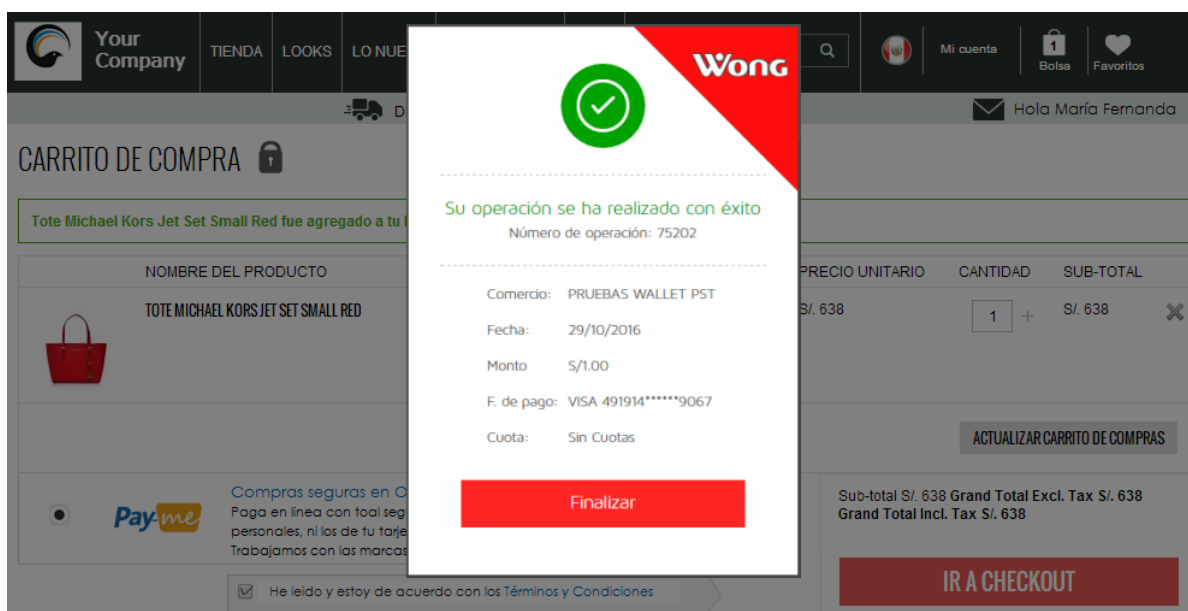 Your
Company
TIENDA
LOOKS
LO NUE
Wong
Mi cuenta
1
Bolsa
Favoritos
D
Hola María Fernanda
CARRITO DE COMPRA
Tote Michael Kors Jet Set Small Red fue agregado a tu
Su operación se ha realizado con éxito
Número de operación: 75202
NOMBRE DEL PRODUCTO
PRECIO UNITARIO
CANTIDAD
SUB-TOTAL
TOTE MICHAEL KORS JET SET SMALL RED
S/. 638
1 +
S/. 638
Comercio: PRUEBAS WALLET PST
Fecha: 29/10/2016
Monto S/1.00
F. de pago: VISA 491914******9067
Cuota: Sin Cuotas
Finalizar
ACTUALIZAR CARRITO DE COMPRAS
Pay-me
Compras seguras en O
Paga en linea con toal seg
personales, ni los de tu tarje
Trabajamos con las marcas
He leido y estoy de acuerdo con los Términos y Condiciones
Sub-total S/. 638 Grand Total Excl. Tax S/. 638
Grand Total Incl. Tax S/. 638
IR A CHECKOUT